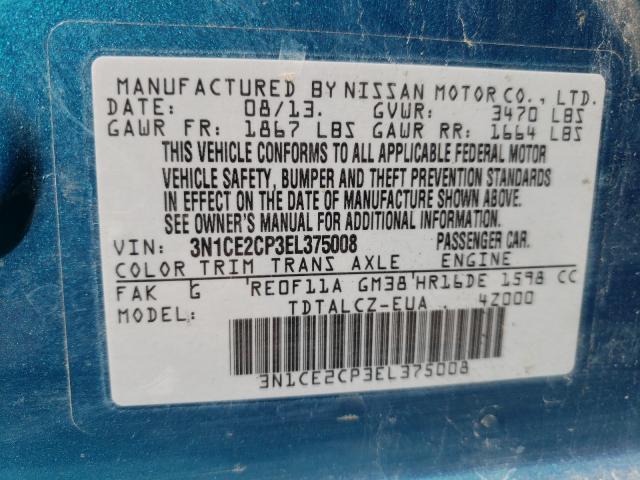 MANUFACTURED BY NISSAN MOTOR CO., LTD.
DATE: 08/13. GVWR: 3470 LBS
GAWR FR: 1867 LBS GAWR RR: 1664 LBS
THIS VEHICLE CONFORMS TO ALL APPLICABLE FEDERAL MOTOR
VEHICLE SAFETY, BUMPER AND THEFT PREVENTION STANDARDS
IN EFFECT ON THE DATE OF MANUFACTURE SHOWN ABOVE.
SEE OWNER'S MANUAL FOR ADDITIONAL INFORMATION.
VIN: 3N1CE2CP3EL375008 PASSENGER CAR.
COLOR TRIM TRANS AXLE ENGINE
FAK G 'RE0F11A GM38'HR16DE 1598 CC
MODEL: TDTALCZ-EUA 4Z000
3N1CE2CP3EL375008